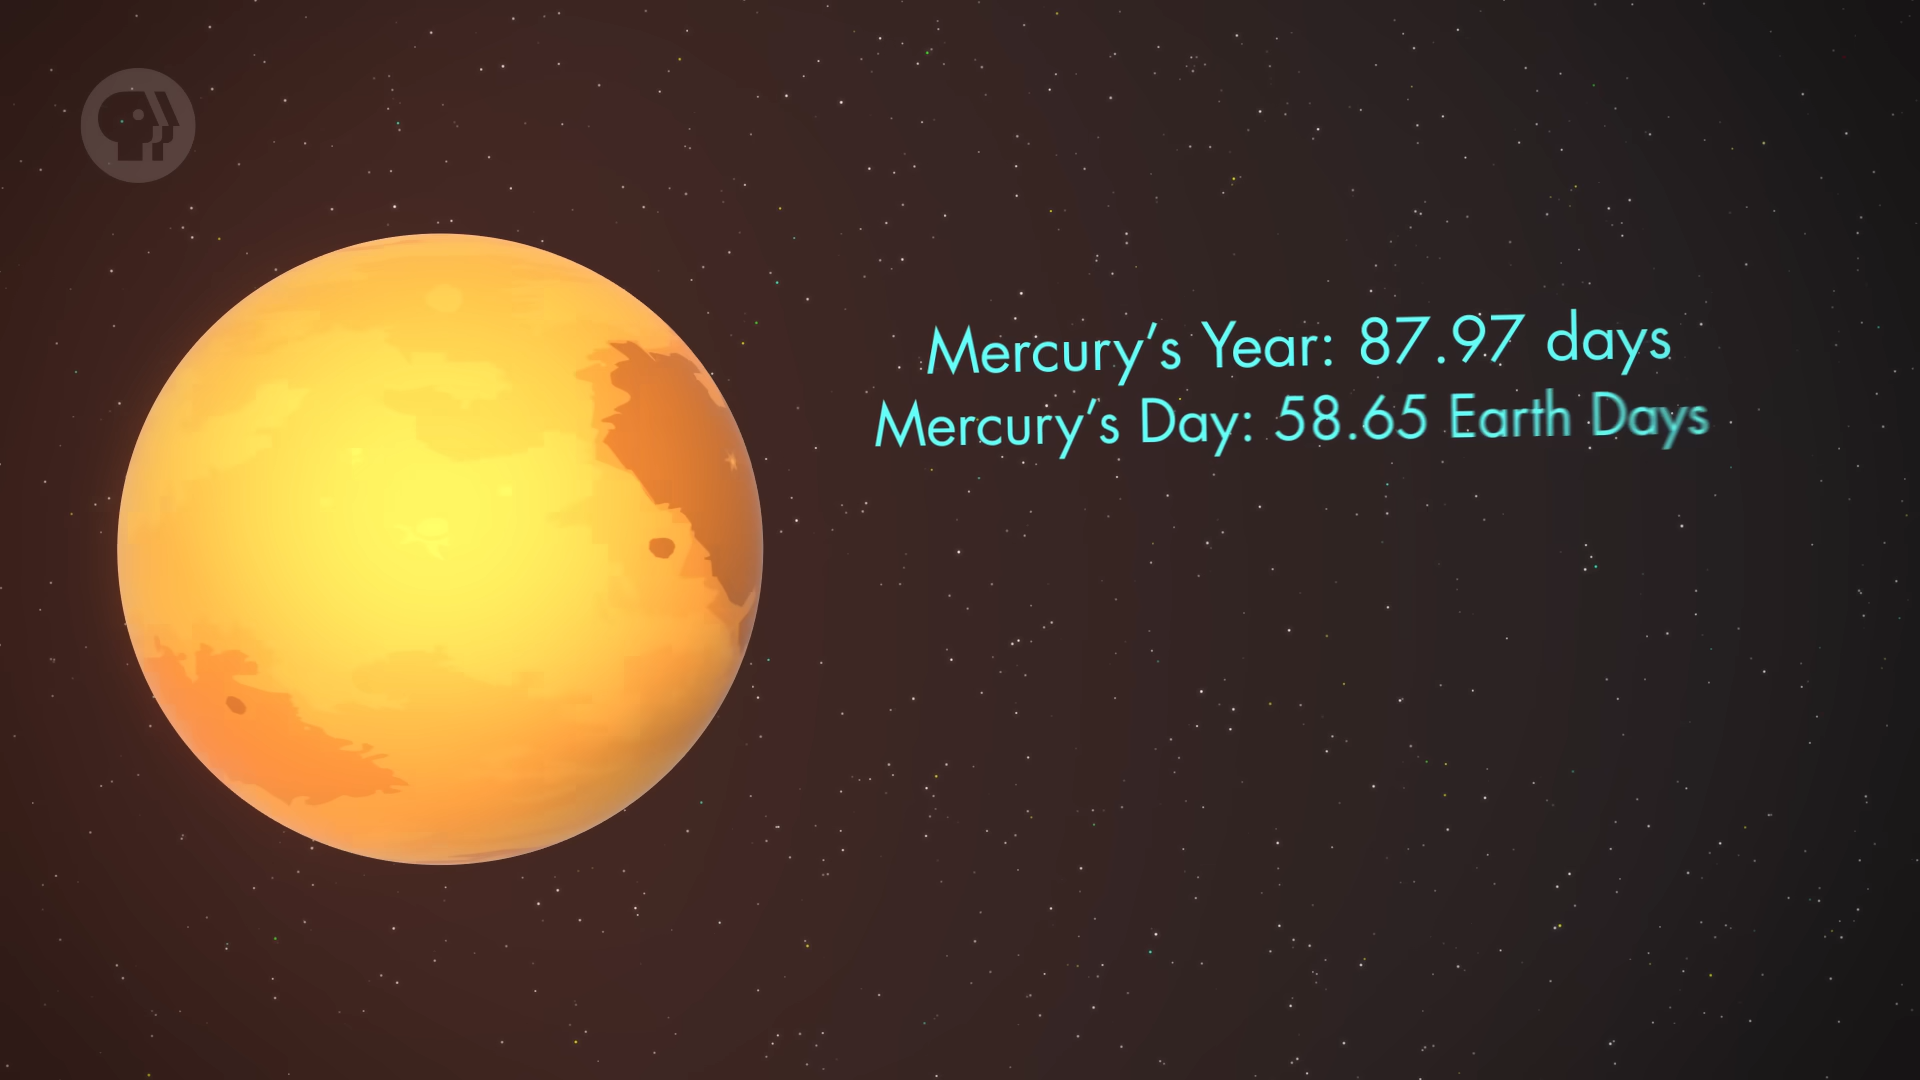 Mercury’s Year: 87.97 days
Mercury’s Day: 58.65 Earth Days